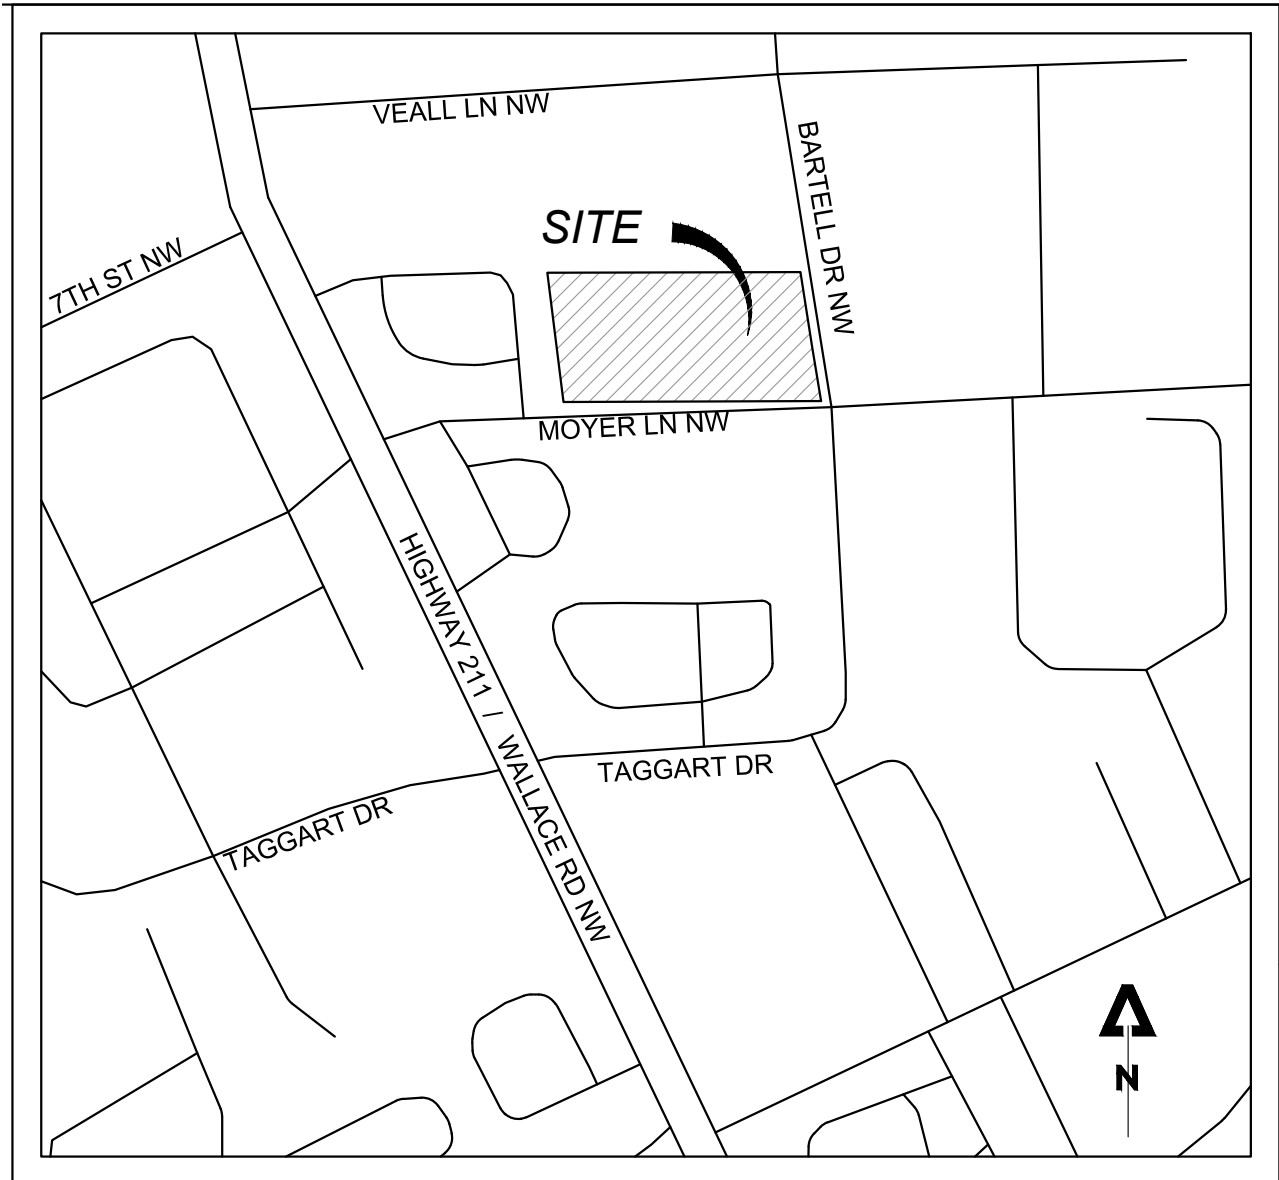 VEALL LN NW
BARTELL DR NW
SITE
7TH ST NW
MOYER LN NW
HIGHWAY 211 / WALLACE RD NW
TAGGART DR
TAGGART DR
N